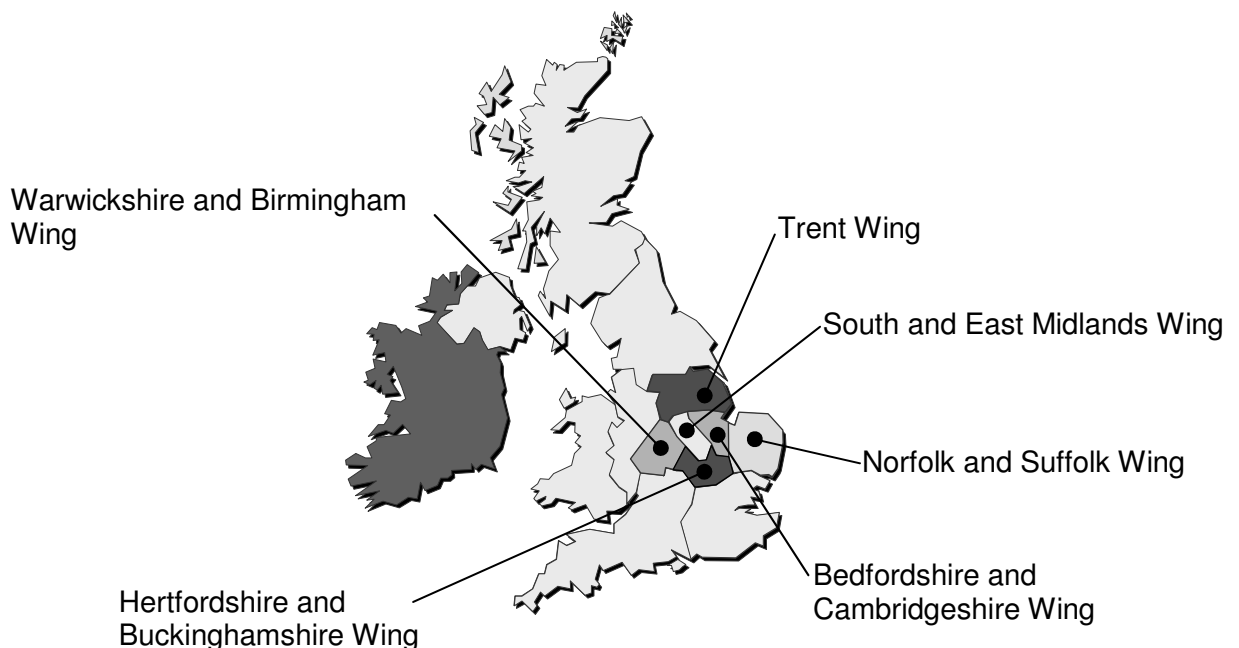 Warwickshire and Birmingham
Wing
Trent Wing
South and East Midlands Wing
Norfolk and Suffolk Wing
Bedfordshire and
Cambridgeshire Wing
Hertfordshire and
Buckinghamshire Wing